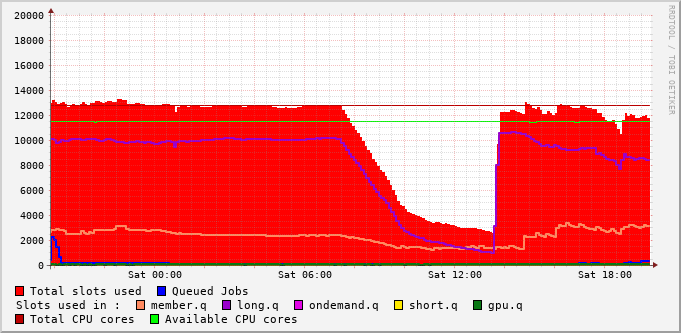 20000
18000
16000
14000
12000
10000
8000
6000
4000
2000
0
Sat 00:00 Sat 06:00 Sat 12:00 Sat 18:00
RRDTOOL / TOBI OETIKER
Total slots used Queued Jobs
Slots used in : member.q long.q ondemand.q short.q gpu.q
Total CPU cores Available CPU cores